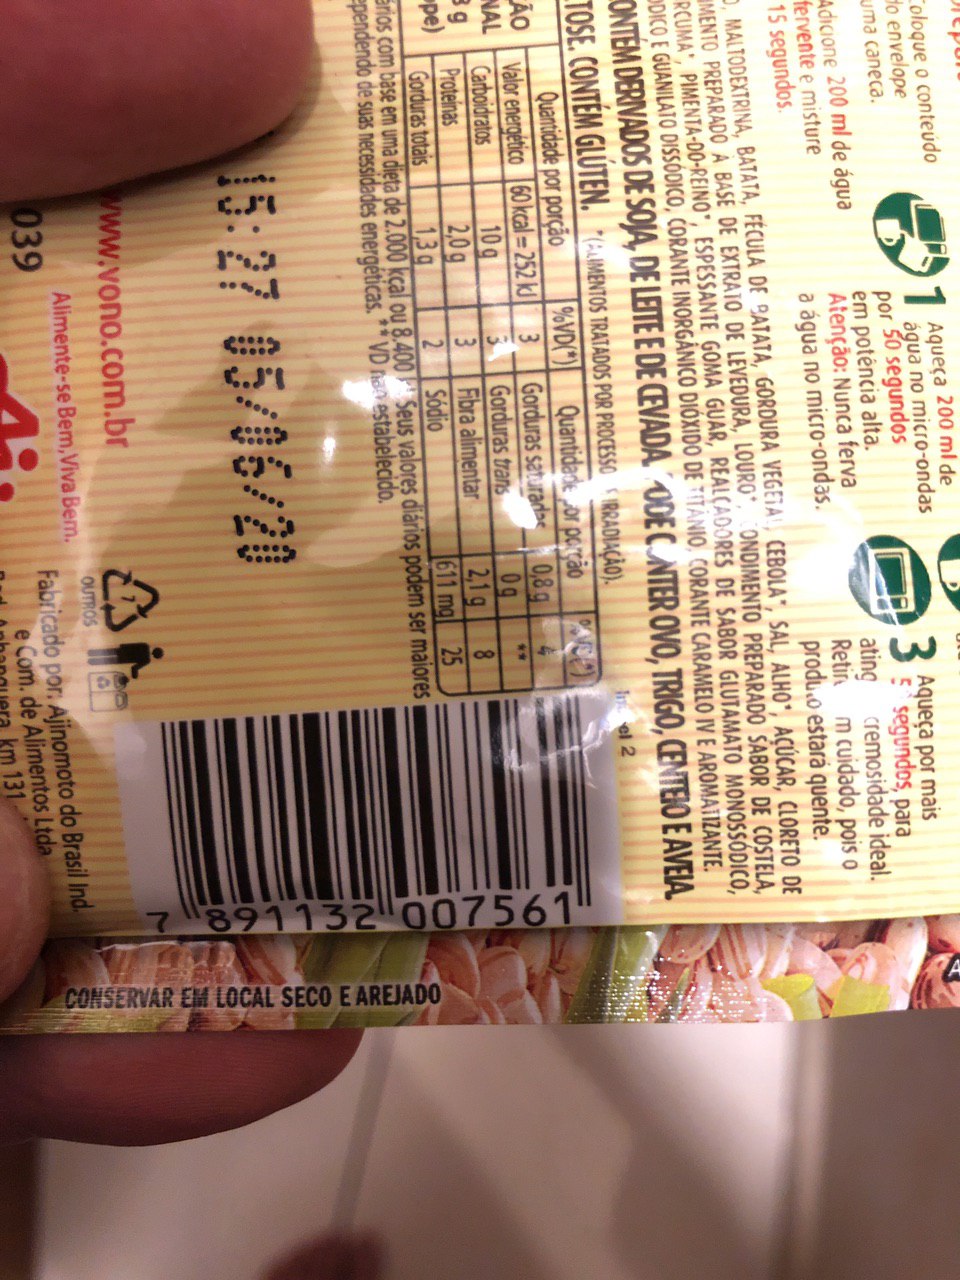 Coloque o conteúdo
do envelope
uma caneca.
Adicione 200 ml de água
fervente e misture
15 segundos.
1 Aqueça 200 ml de
água no micro-ondas
por 50 segundos
em potência alta.
Atenção: Nunca ferva
a água no micro-ondas.
3 Aqueça por mais
segundos, para
cremosidade ideal.
m cuidado, pois o
produto estará quente.
MALTODEXTRINA, BATATA, FÉCULA DE BATATA, GORDURA VEGETAL, CEBOLA*, SAL, ALHO*, AÇÚCAR, CLORETO DE
PREPARADO À BASE DE EXTRATO DE LEVEDURA, LOURO*, CONDIMENTO PREPARADO SABOR DE COSTELA,
PIMENTA-DO-REINO*, ESPESSANTE GOMA GUAR, REALÇADORES DE SABOR GLUTAMATO MONOSSÓDICO,
E GUANILATO DISSÓDICO, CORANTE INORGÂNICO DIÓXIDO DE TITÂNIO, CORANTE CARAMELO IV E AROMATIZANTE.
CONTÉM DERIVADOS DE SOJA, DE LEITE E DE CEVADA. PODE CONTER OVO, TRIGO, CENTEIO E AVEIA.
TOSE. CONTÉM GLÚTEN. *(ALIMENTOS TRATADOS POR PROCESSO IRRADIAÇÃO).
Quantidade por porção %VD(*) Quantidade por porção %VD(*)
Valor energético 60 kcal = 252 kJ 3 Gorduras saturadas 0,8 g 4
Carboidratos 10 g 3 Gorduras trans 0 g **
Proteínas 2,0 g 3 Fibra alimentar 2,1 g 8
Gorduras totais 1,3 g 2 Sódio 611 mg 25
ários com base em uma dieta de 2.000 kcal ou 8.400 Seus valores diários podem ser maiores
ependendo de suas necessidades energéticas. ** VD não estabelecido.
15:27 05/06/20
www.vono.com.br
Alimente-se Bem, Viva Bem.
039
7
OUTROS
Fabricado por: Ajinomoto do Brasil Ind.
e Com. de Alimentos Ltda
km 131
7 891132 007561
CONSERVAR EM LOCAL SECO E AREJADO